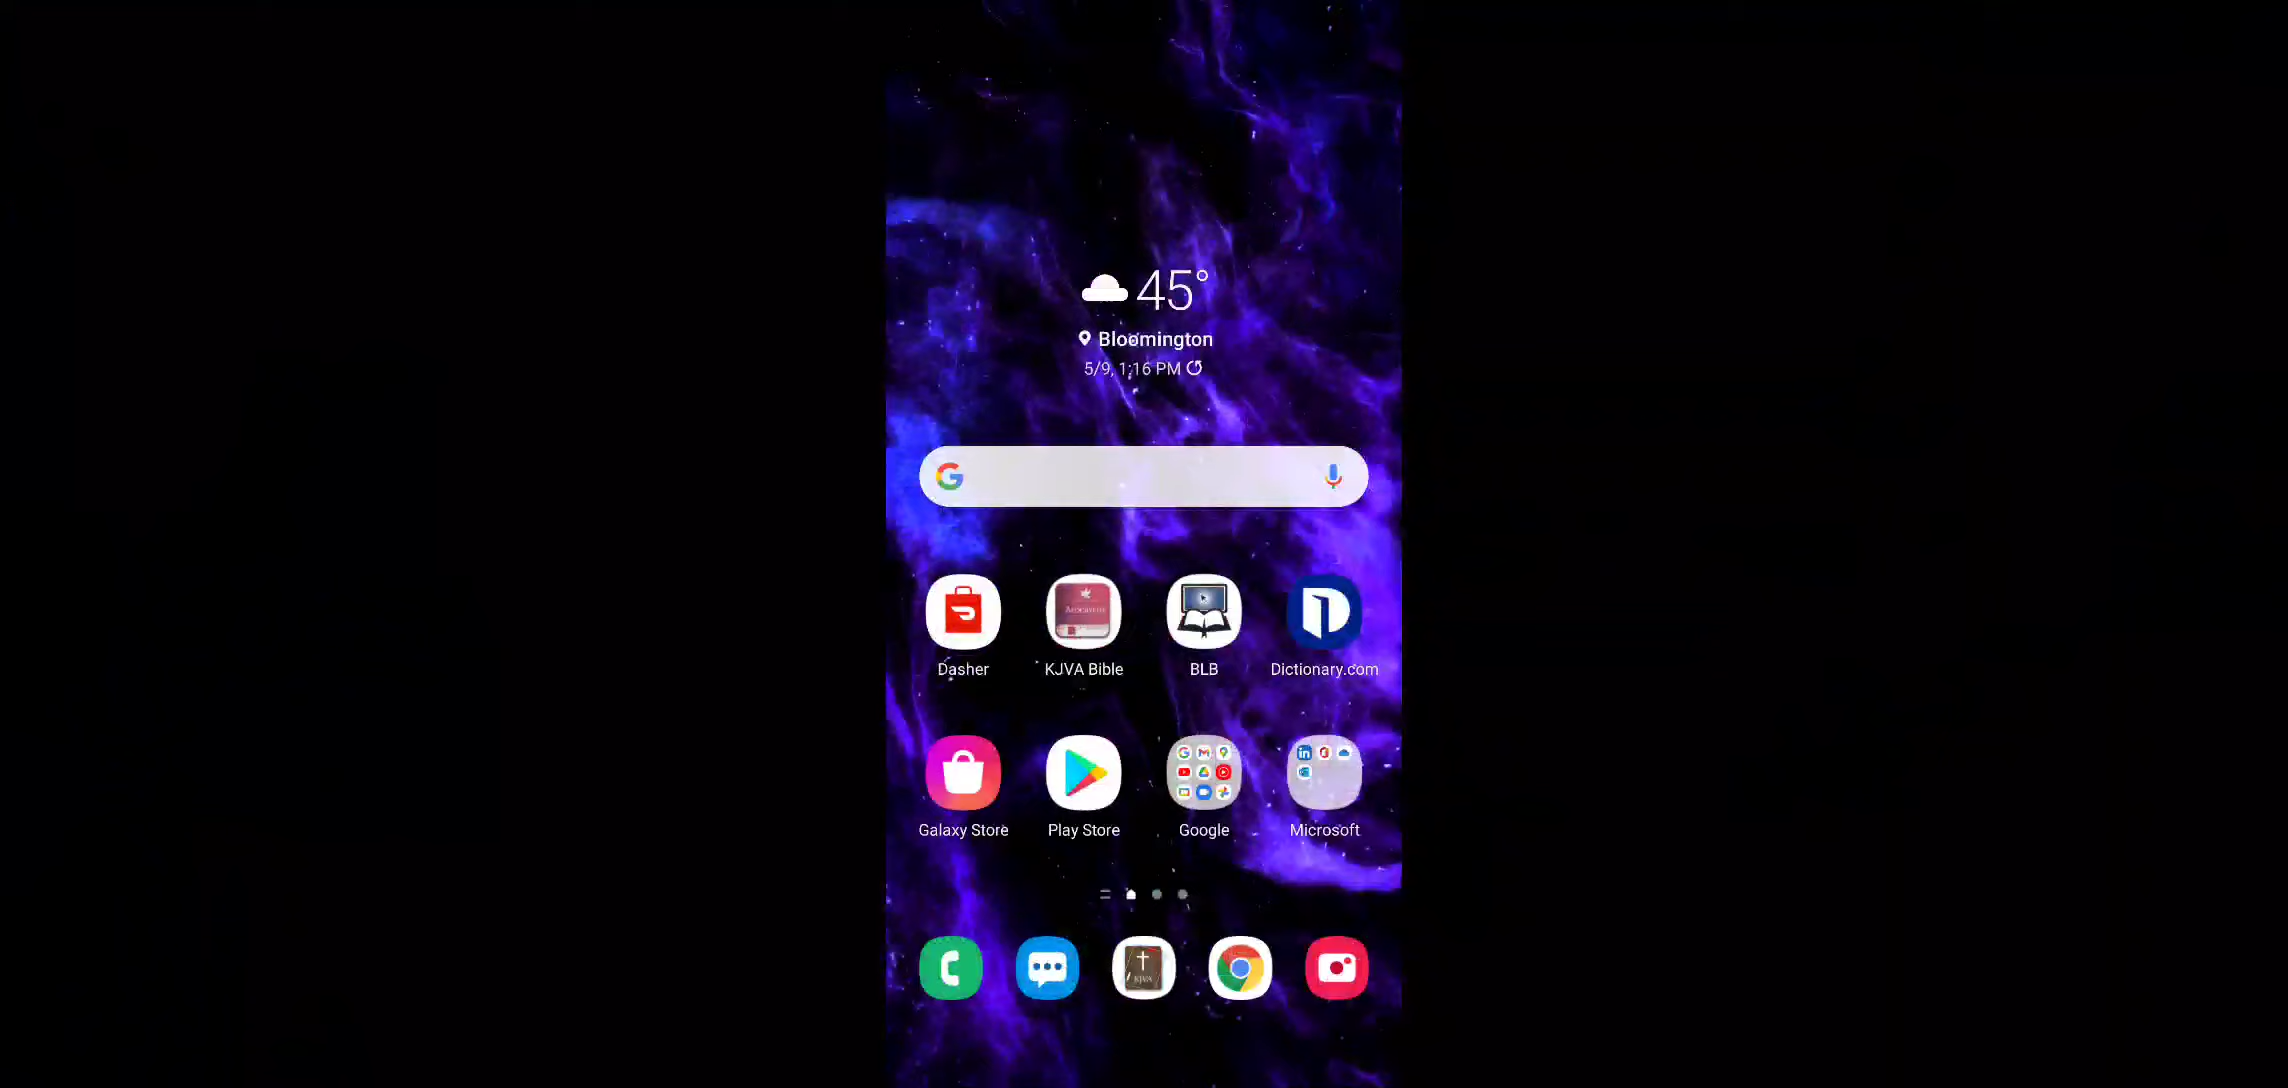 45°
Bloomington
5/9, 1:16 PM
Dasher
KJVA Bible
BLB
Dictionary.com
Galaxy Store
Play Store
Google
Microsoft
KJVA